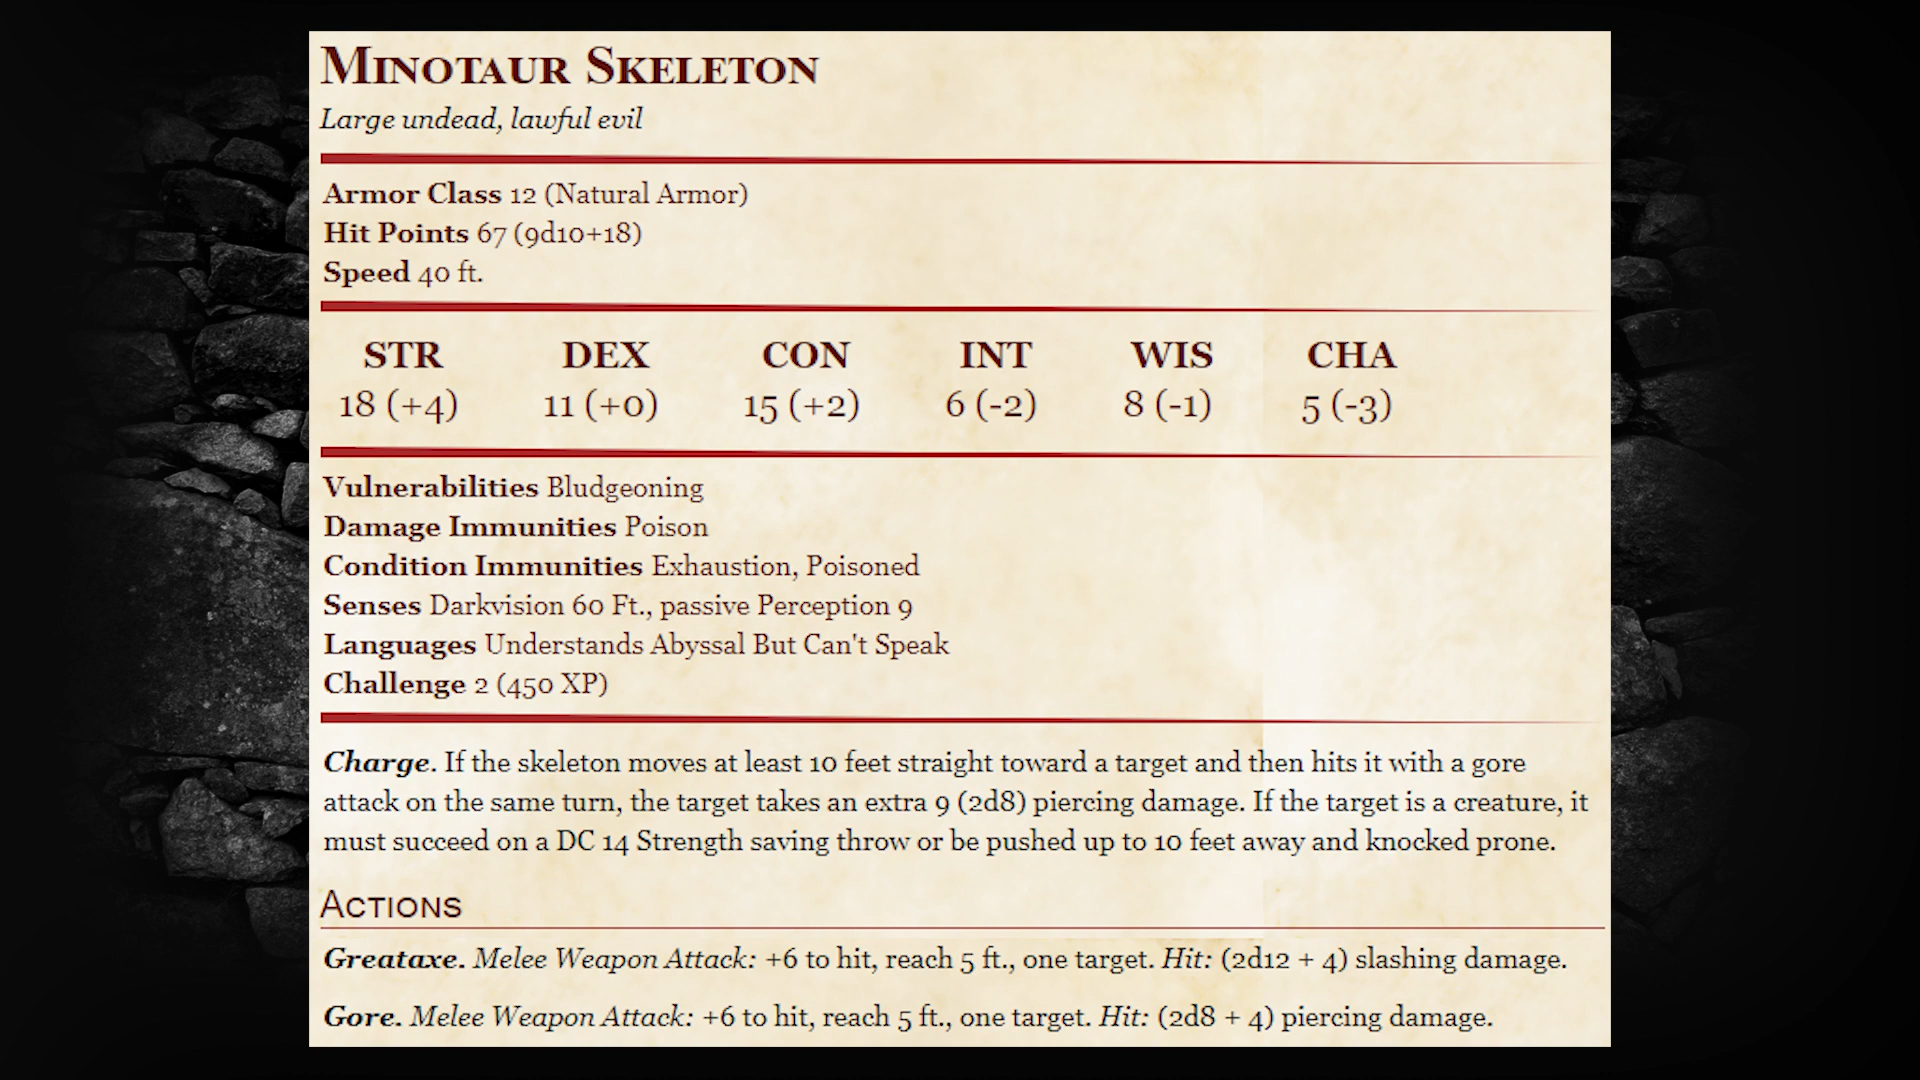 Minotaur Skeleton
Large undead, lawful evil
Armor Class 12 (Natural Armor)
Hit Points 67 (9d10+18)
Speed 40 ft.
STR DEX CON INT WIS CHA
18 (+4) 11 (+0) 15 (+2) 6 (-2) 8 (-1) 5 (-3)
Vulnerabilities Bludgeoning
Damage Immunities Poison
Condition Immunities Exhaustion, Poisoned
Senses Darkvision 60 Ft., passive Perception 9
Languages Understands Abyssal But Can't Speak
Challenge 2 (450 XP)
Charge. If the skeleton moves at least 10 feet straight toward a target and then hits it with a gore
attack on the same turn, the target takes an extra 9 (2d8) piercing damage. If the target is a creature, it
must succeed on a DC 14 Strength saving throw or be pushed up to 10 feet away and knocked prone.
Actions
Greataxe. Melee Weapon Attack: +6 to hit, reach 5 ft., one target. Hit: (2d12 + 4) slashing damage.
Gore. Melee Weapon Attack: +6 to hit, reach 5 ft., one target. Hit: (2d8 + 4) piercing damage.